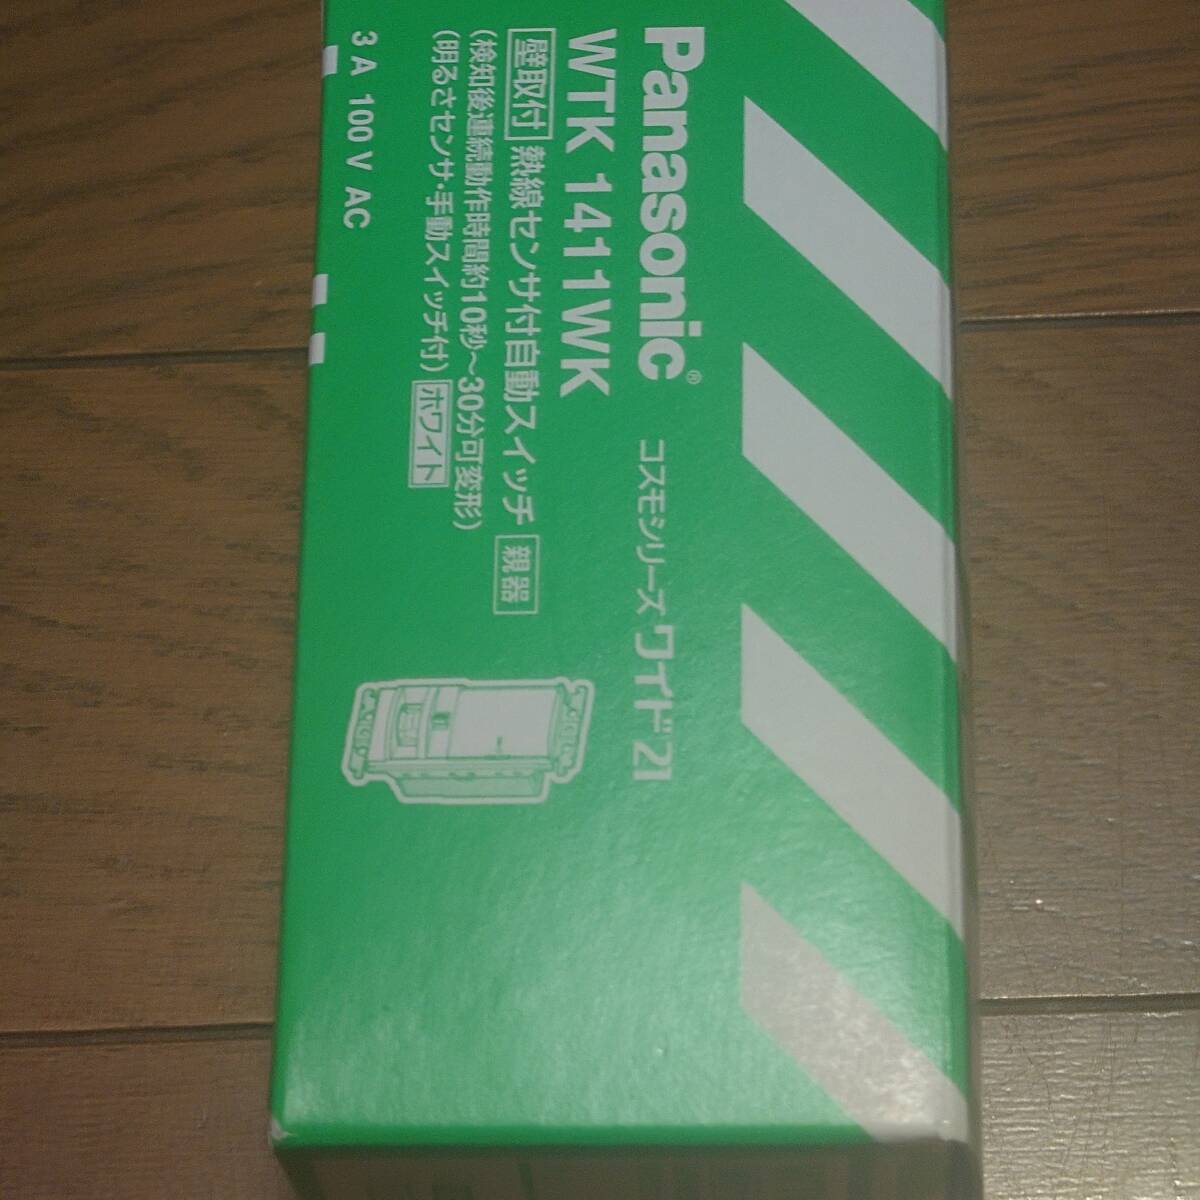 Panasonic® コスモシリーズ ワイド21
WTK 1411WK
壁取付 熱線センサ付自動スイッチ 親器
(検知後連続動作時間約10秒～30分可変形)
(明るさセンサ・手動スイッチ付) ホワイト
3 A 100 V AC